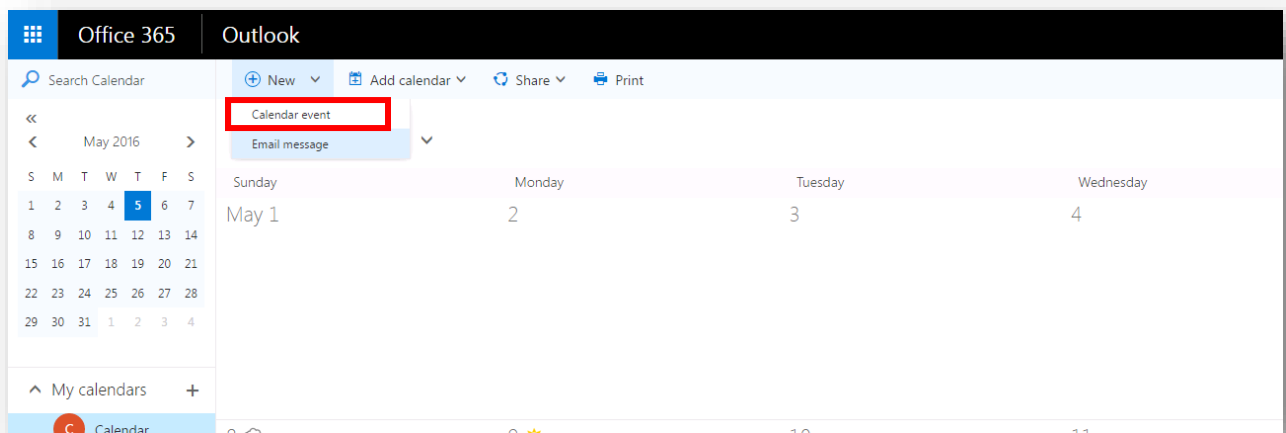 Office 365 Outlook
Search Calendar
New Add calendar Share Print
Calendar event
Email message
May 2016
S M T W T F S
1 2 3 4 5 6 7
8 9 10 11 12 13 14
15 16 17 18 19 20 21
22 23 24 25 26 27 28
29 30 31 1 2 3 4
My calendars
C Calendar
Sunday Monday Tuesday Wednesday
May 1 2 3 4
10 11